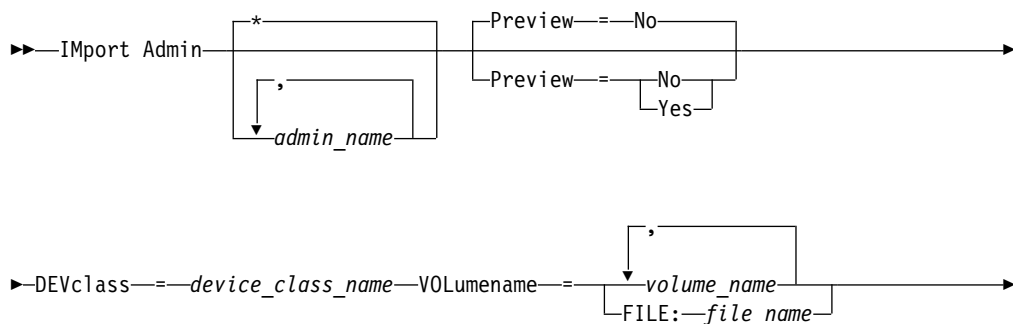 * Preview = No
IMport Admin
, Preview = No
Yes
admin_name
,
DEVclass = device_class_name VOLumename = volume_name
FILE: file name